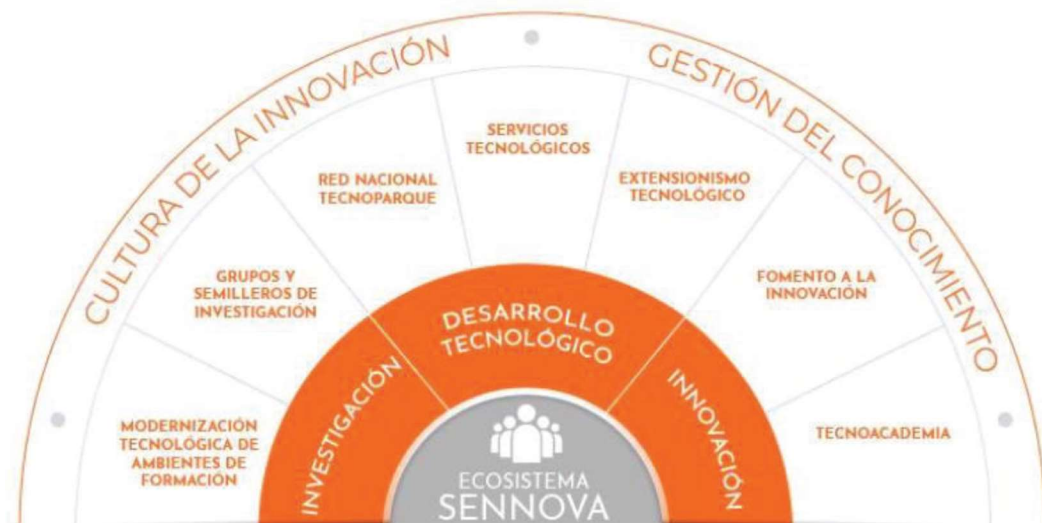 CULTURA DE LA INNOVACIÓN
GESTIÓN DEL CONOCIMIENTO
MODERNIZACIÓN
TECNOLÓGICA DE
AMBIENTES DE
FORMACIÓN
GRUPOS Y
SEMILLEROS DE
INVESTIGACIÓN
RED NACIONAL
TECNOPARQUE
SERVICIOS
TECNOLÓGICOS
EXTENSIONISMO
TECNOLÓGICO
FOMENTO A LA
INNOVACIÓN
TECNOACADEMIA
INVESTIGACIÓN
DESARROLLO
TECNOLÓGICO
INNOVACIÓN
ECOSISTEMA
SENNOVA